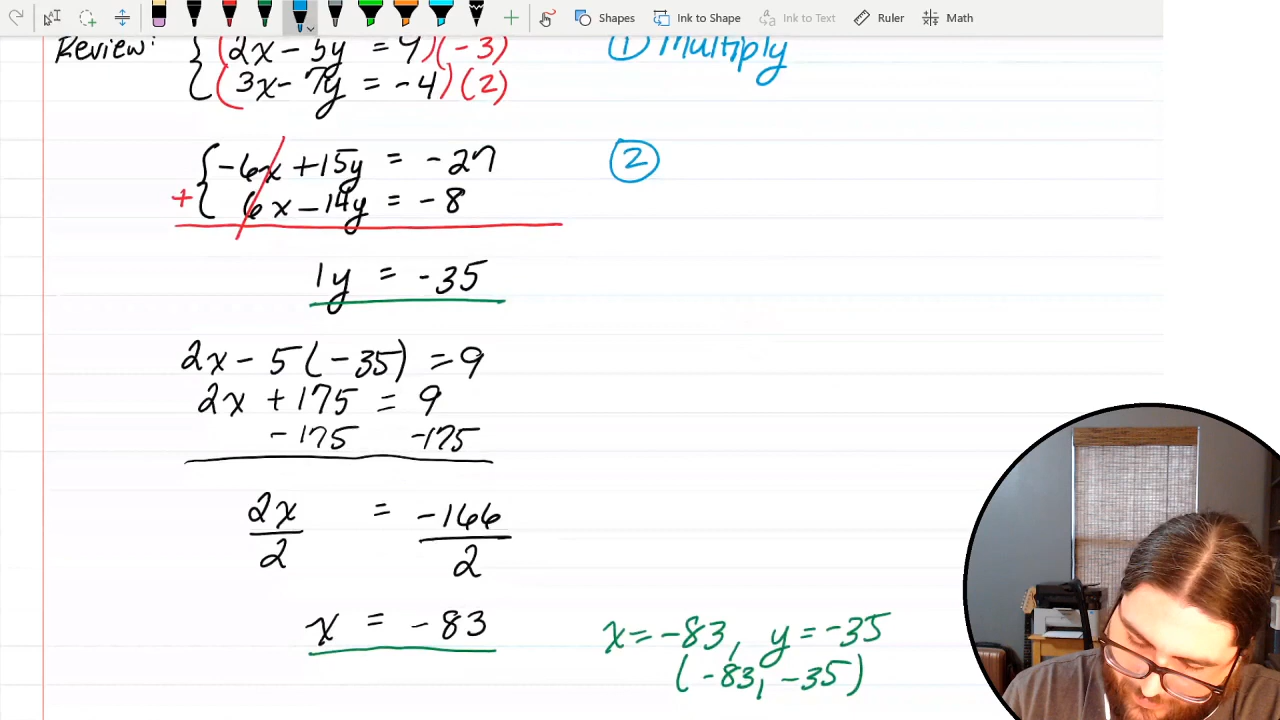 Shapes Ink to Shape Ink to Text Ruler Math
Review: { (2x - 5y = 9)(-3)
{ (3x - 7y = -4)(2)
① Multiply
{ -6x + 15y = -27
+ { 6x - 14y = -8
②
1y = -35
2x - 5(-35) = 9
2x + 175 = 9
-175 -175
2x = -166
2 2
x = -83
x = -83, y = -35
(-83, -35)